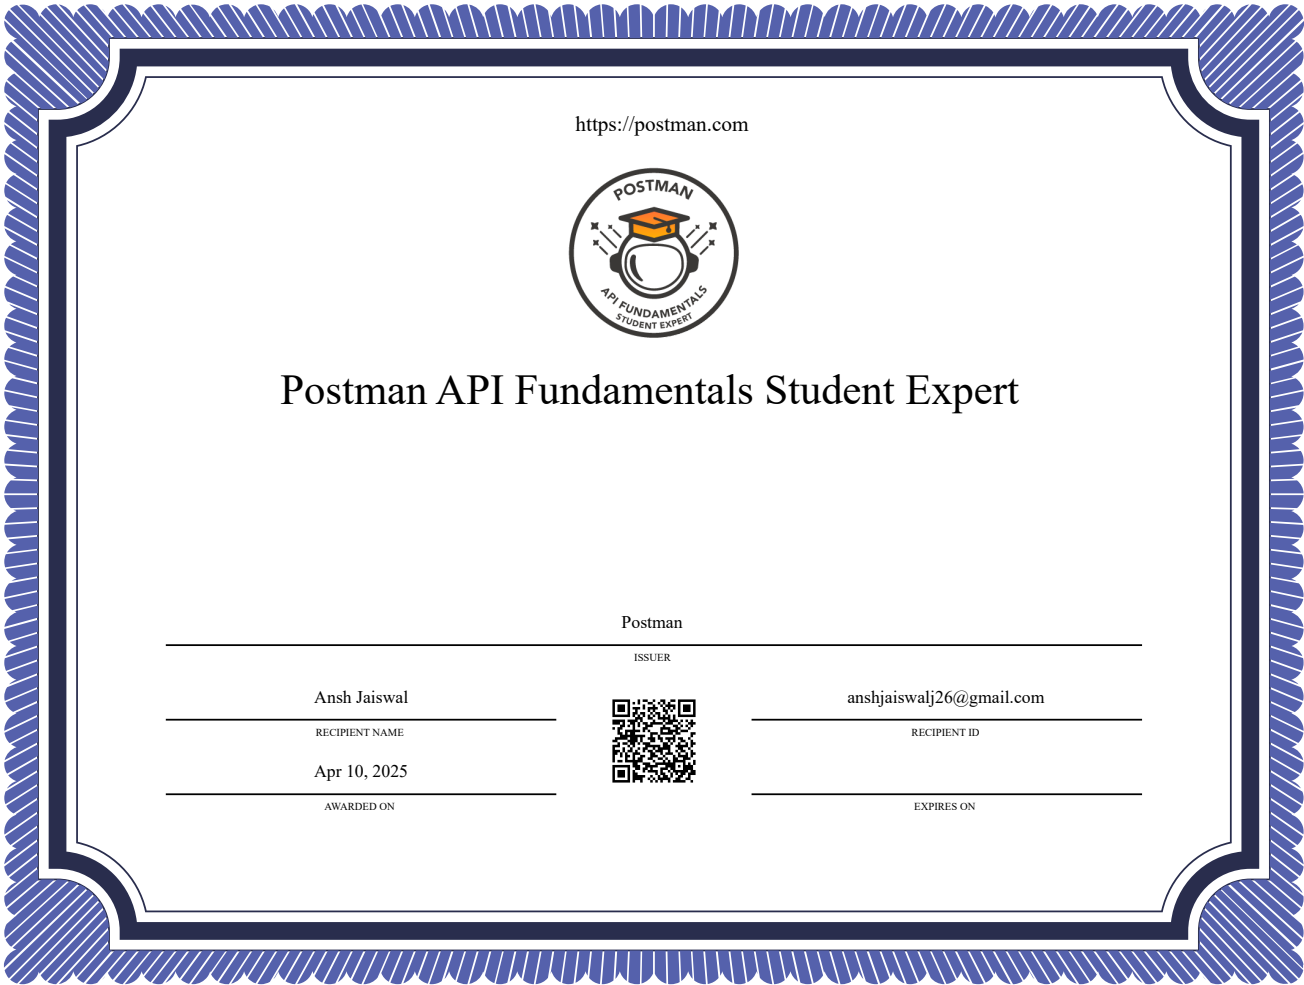 https://postman.com
POSTMAN
API FUNDAMENTALS
STUDENT EXPERT
Postman API Fundamentals Student Expert
Postman
ISSUER
Ansh Jaiswal
RECIPIENT NAME
anshjaiswalj26@gmail.com
RECIPIENT ID
Apr 10, 2025
AWARDED ON
EXPIRES ON